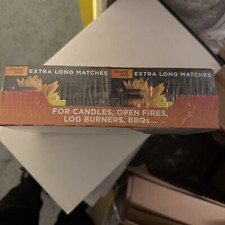 EXTRA LONG MATCHES
EXTRA LONG MATCHES
FOR CANDLES, OPEN FIRES,
LOG BURNERS, BBQs...